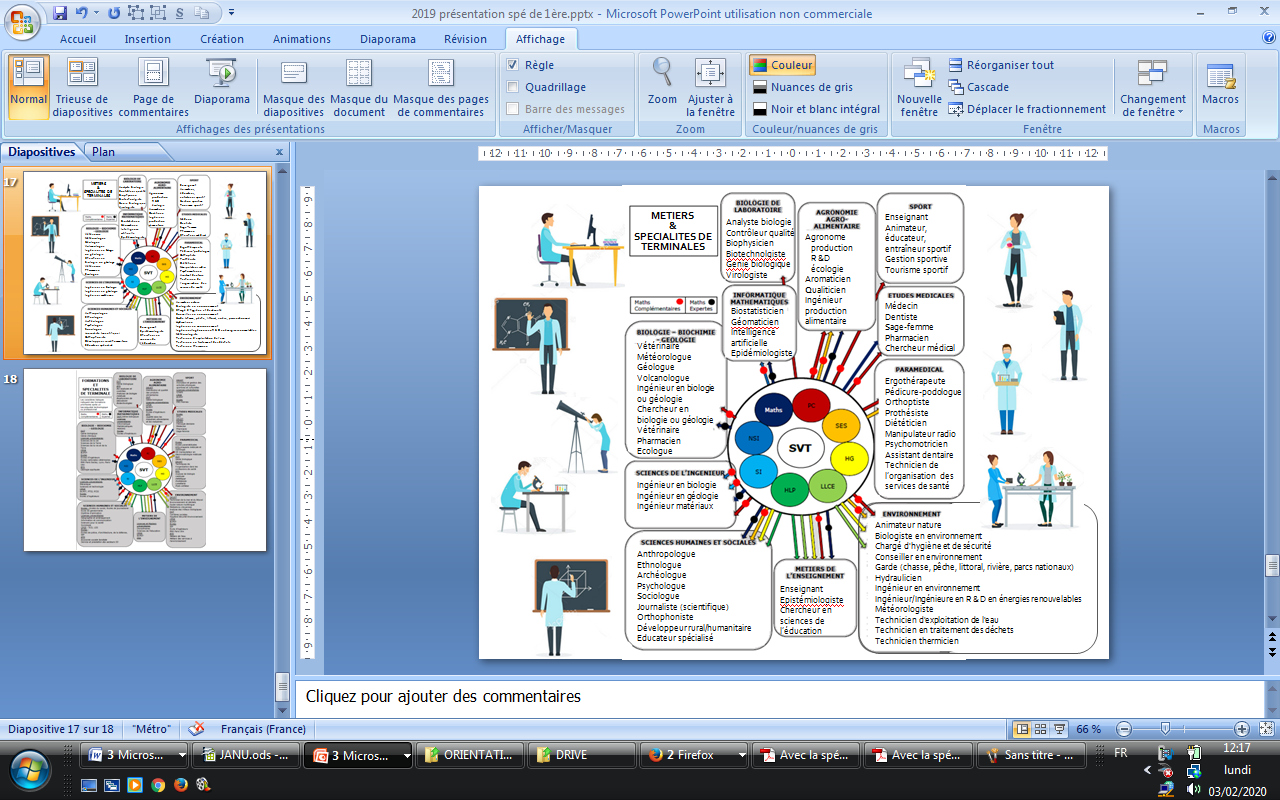 2019 présentation spé de 1ère.pptx - Microsoft PowerPoint utilisation non commerciale
Accueil Insertion Création Animations Diaporama Révision Affichage
Normal
Trieuse de diapositives
Page de commentaires
Diaporama
Masque des diapositives
Masque du document
Masque des pages de commentaires
Affichages des présentations
Règle
Quadrillage
Barre des messages
Afficher/Masquer
Zoom
Ajuster à la fenêtre
Zoom
Couleur
Nuances de gris
Noir et blanc intégral
Couleur/nuances de gris
Nouvelle fenêtre
Réorganiser tout
Cascade
Déplacer le fractionnement
Changement de fenêtre
Fenêtre
Macros
Macros
Diapositives Plan x
17
18
METIERS
&
SPECIALITES DE
TERMINALES
Maths Complémentaires
Maths Expertes
BIOLOGIE DE
LABORATOIRE
Analyste biologie
Contrôleur qualité
Biophysicien
Biotechnolgiste
Génie biologique
Virologiste
AGRONOMIE
AGRO-
ALIMENTAIRE
Agronome
production
R & D
écologie
Aromaticien
Qualiticien
Ingénieur
production
alimentaire
SPORT
Enseignant
Animateur,
éducateur,
entraîneur sportif
Gestion sportive
Tourisme sportif
INFORMATIQUE
MATHEMATIQUES
Biostatisticien
Géomaticien
Intelligence
artificielle
Epidémiologiste
ETUDES MEDICALES
Médecin
Dentiste
Sage-femme
Pharmacien
Chercheur médical
BIOLOGIE – BIOCHIMIE
– GEOLOGIE
Vétérinaire
Météorologue
Géologue
Volcanologue
Ingénieur en biologe
ou géologie
Chercheur en
biologie ou géologie
Vétérinaire
Pharmacien
Ecologue
PARAMEDICAL
Ergothérapeute
Pédicure-podologue
Orthoptiste
Prothésiste
Diététicien
Manipulateur radio
Psychomotricien
Assistant dentaire
Technicien de
l'organisation des
services de santé
Maths
PC
SES
HG
LLCE
HLP
SI
NSI
SVT
SCIENCES DE L'INGENIEUR
Ingénieur en biologie
Ingénieur en géologie
Ingénieur matériaux
SCIENCES HUMAINES ET SOCIALES
Anthropologue
Ethnologue
Archéologue
Psychologue
Sociologue
Journaliste (scientifique)
Orthophoniste
Développeur rural/humanitaire
Educateur spécialisé
METIERS DE
L'ENSEIGNEMENT
Enseignant
Epistémiologiste
Chercheur en
sciences de
l'éducation
ENVIRONNEMENT
Animateur nature
Biologiste en environnement
Chargé d'hygiène et de sécurité
Conseiller en environnement
Garde (chasse, pêche, littoral, rivière, parcs nationaux)
Hydraulicien
Ingénieur en environnement
Ingénieur/Ingénieure en R & D en énergies renouvelables
Météorologiste
Technicien d'exploitation de l'eau
Technicien en traitement des déchets
Technicien thermicien
Cliquez pour ajouter des commentaires
Diapositive 17 sur 18 "Métro" Français (France) 66 %
3 Micros... JANU.ods - ... 3 Micros... ORIENTATI... DRIVE 2 Firefox Avec la spé... Avec la spé... Sans titre - ... FR
12:17
lundi
03/02/2020